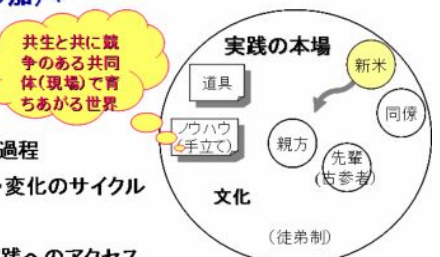 加)
共生と共に競
争のある共同
体(現場)で育
ちあがる世界
過程
変化のサイクル
実践へのアクセス
実践の本場
新米
道具
同僚
ノウハウ
(手立て)
親方
先輩
(古参者)
文化
(徒弟制)